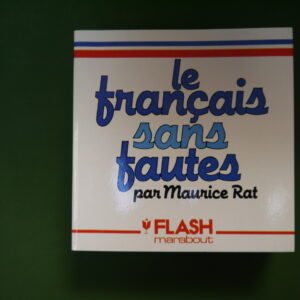 le
français
sans
fautes
par Maurice Rat
FLASH
marabout